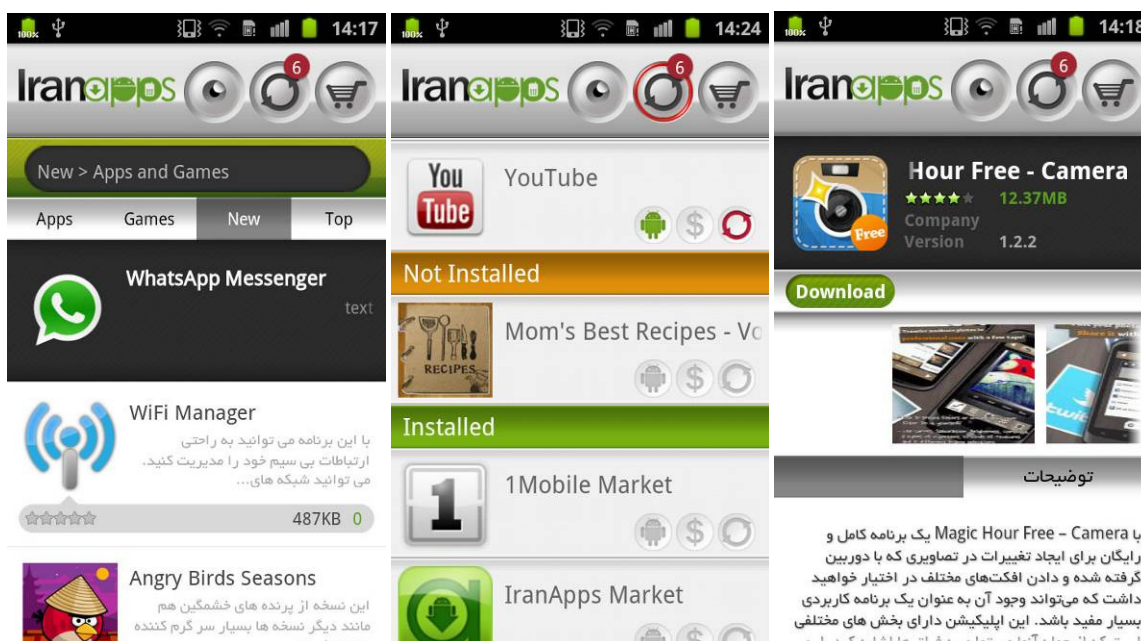 100%
14:17
Iranapps
6
New > Apps and Games
Apps Games New Top
WhatsApp Messenger
text
WiFi Manager
با این برنامه می توانید به راحتی
ارتباطات بی سیم خود را مدیریت کنید.
می توانید شبکه های...
487KB 0
Angry Birds Seasons
این نسخه از پرنده های خشمگین هم
مانند دیگر نسخه ها بسیار سر گرم کننده
100%
14:24
Iranapps
6
You
Tube
YouTube
Not Installed
RECIPES
Mom's Best Recipes - Vo
Installed
1
1Mobile Market
IranApps Market
100%
14:18
Iranapps
6
Hour Free - Camera
12.37MB
Company
Version 1.2.2
Free
Download
توضیحات
با Magic Hour Free – Camera یک برنامه کامل و
رایگان برای ایجاد تغییرات در تصاویری که با دوربین
گرفته شده و دادن افکت‌های مختلف در اختیار خواهید
داشت که می‌تواند وجود آن به عنوان یک برنامه کاربردی
بسیار مفید باشد. این اپلیکیشن دارای بخش های مختلفی